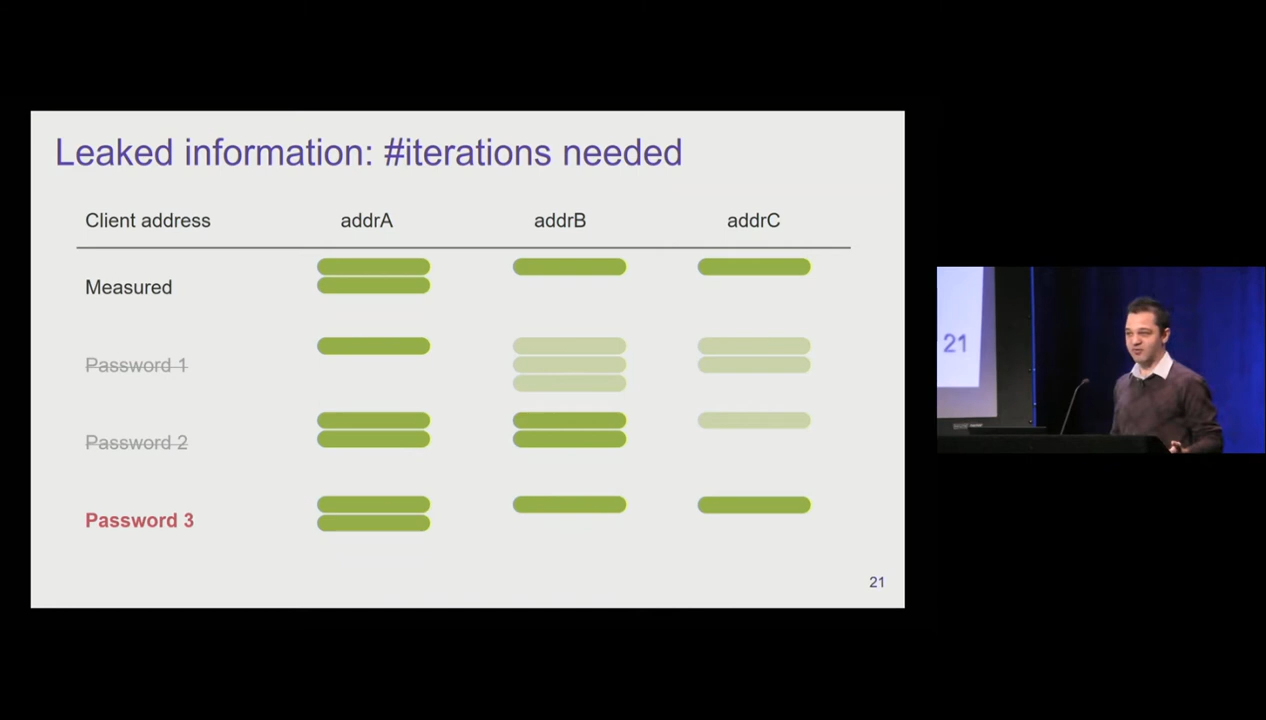 Leaked information: #iterations needed
Client address addrA addrB addrC
Measured
Password 1
Password 2
Password 3
21
21